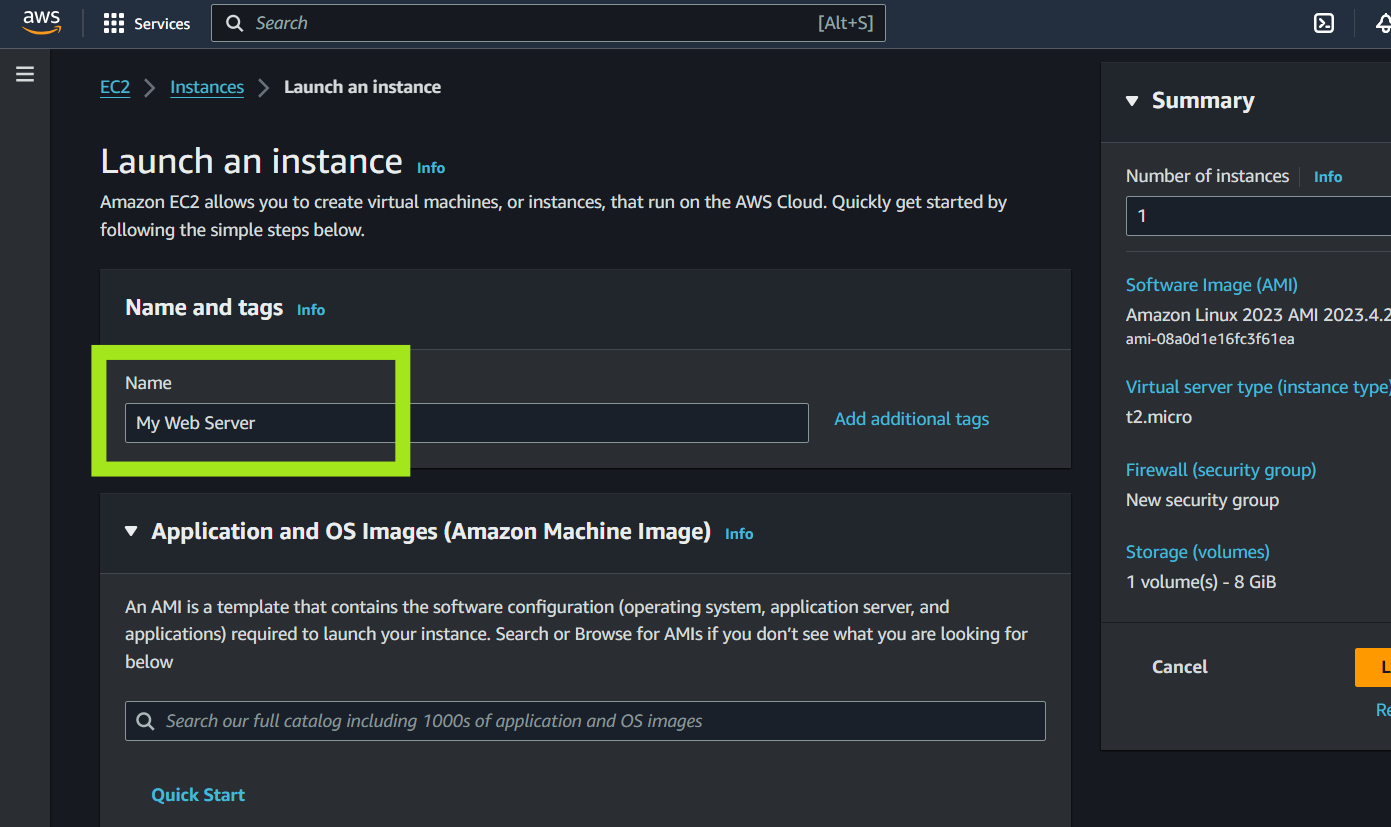 aws
Services
Search
[Alt+S]
EC2
Instances
Launch an instance
Launch an instance Info
Amazon EC2 allows you to create virtual machines, or instances, that run on the AWS Cloud. Quickly get started by
following the simple steps below.
Name and tags Info
Name
My Web Server
Add additional tags
Application and OS Images (Amazon Machine Image) Info
An AMI is a template that contains the software configuration (operating system, application server, and
applications) required to launch your instance. Search or Browse for AMIs if you don’t see what you are looking for
below
Search our full catalog including 1000s of application and OS images
Quick Start
Summary
Number of instances Info
1
Software Image (AMI)
Amazon Linux 2023 AMI 2023.4.2
ami-08a0d1e16fc3f61ea
Virtual server type (instance type)
t2.micro
Firewall (security group)
New security group
Storage (volumes)
1 volume(s) - 8 GiB
Cancel